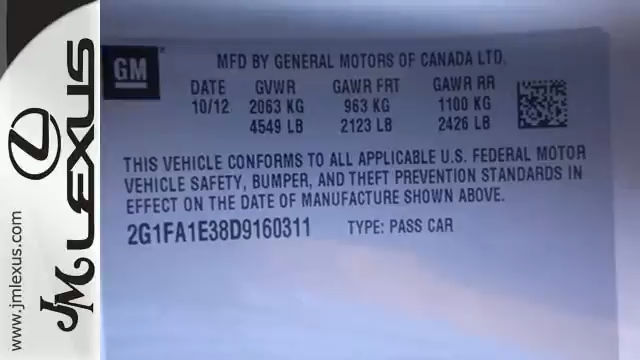 www.jmlexus.com
JM LEXUS
GM
MFD BY GENERAL MOTORS OF CANADA LTD.
DATE GVWR GAWR FRT GAWR RR
10/12 2063 KG 963 KG 1100 KG
4549 LB 2123 LB 2426 LB
THIS VEHICLE CONFORMS TO ALL APPLICABLE U.S. FEDERAL MOTOR
VEHICLE SAFETY, BUMPER, AND THEFT PREVENTION STANDARDS IN
EFFECT ON THE DATE OF MANUFACTURE SHOWN ABOVE.
2G1FA1E38D9160311 TYPE: PASS CAR